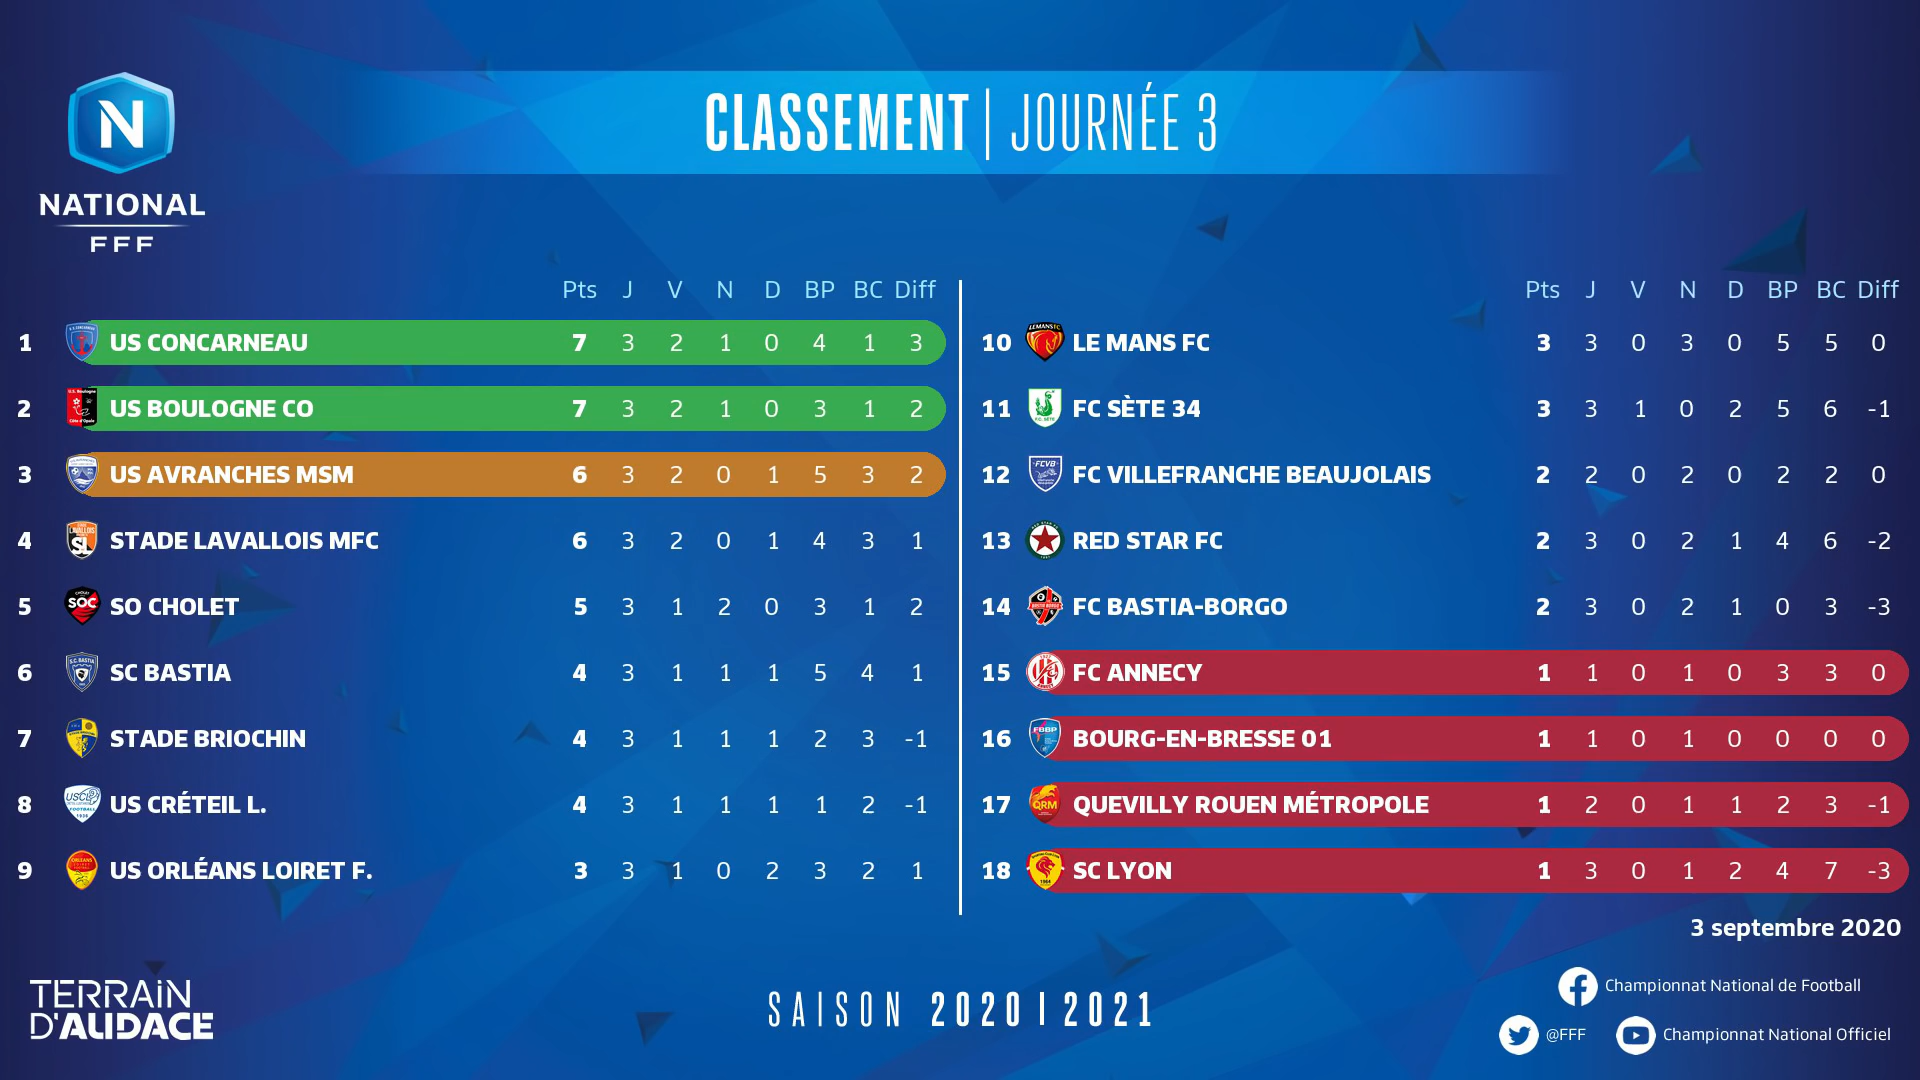 CLASSEMENT | JOURNÉE 3
N
NATIONAL
FFF
Pts J V N D BP BC Diff
1 US CONCARNEAU 7 3 2 1 0 4 1 3
2 US BOULOGNE CO 7 3 2 1 0 3 1 2
3 US AVRANCHES MSM 6 3 2 0 1 5 3 2
4 STADE LAVALLOIS MFC 6 3 2 0 1 4 3 1
5 SO CHOLET 5 3 1 2 0 3 1 2
6 SC BASTIA 4 3 1 1 1 5 4 1
7 STADE BRIOCHIN 4 3 1 1 1 2 3 -1
8 US CRÉTEIL L. 4 3 1 1 1 1 2 -1
9 US ORLÉANS LOIRET F. 3 3 1 0 2 3 2 1
Pts J V N D BP BC Diff
10 LE MANS FC 3 3 0 3 0 5 5 0
11 FC SÈTE 34 3 3 1 0 2 5 6 -1
12 FC VILLEFRANCHE BEAUJOLAIS 2 2 0 2 0 2 2 0
13 RED STAR FC 2 3 0 2 1 4 6 -2
14 FC BASTIA-BORGO 2 3 0 2 1 0 3 -3
15 FC ANNECY 1 1 0 1 0 3 3 0
16 BOURG-EN-BRESSE 01 1 1 0 1 0 0 0 0
17 QUEVILLY ROUEN MÉTROPOLE 1 2 0 1 1 2 3 -1
18 SC LYON 1 3 0 1 2 4 7 -3
3 septembre 2020
TERRAiN
D'ALIDACE
SAISON 2020 | 2021
Championnat National de Football
@FFF
Championnat National Officiel